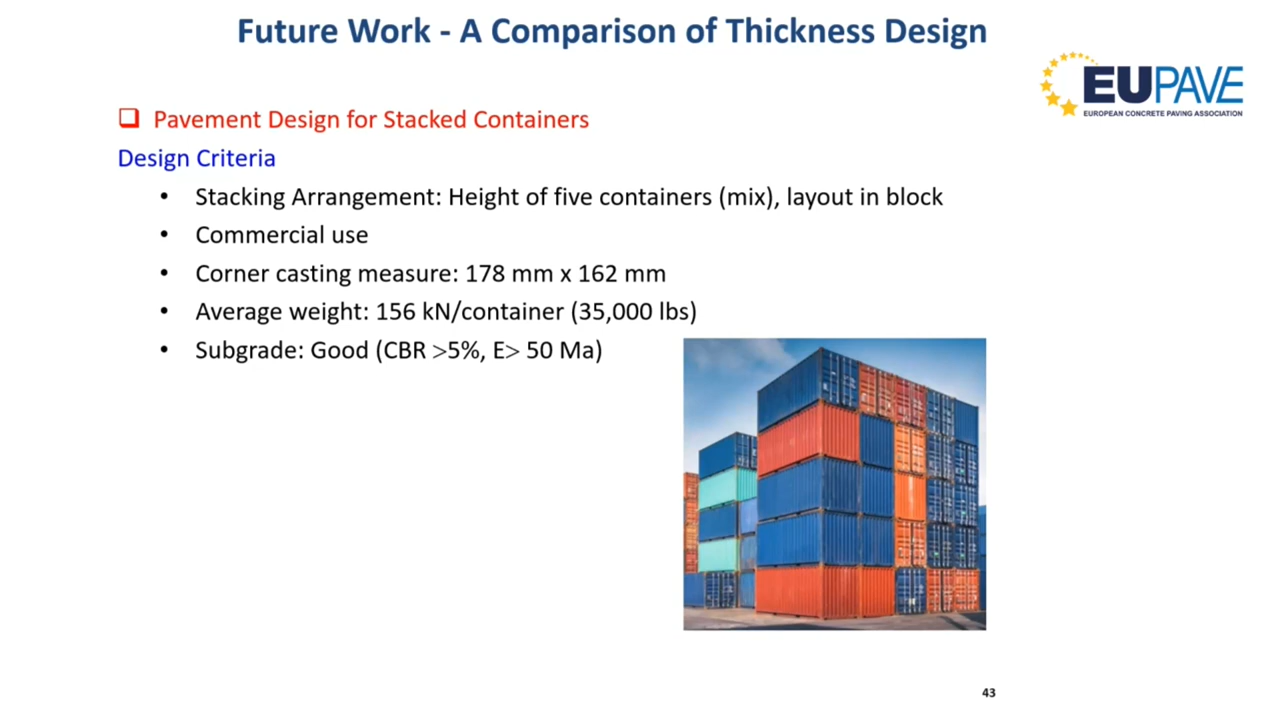 Future Work - A Comparison of Thickness Design
EUPAVE
EUROPEAN CONCRETE PAVING ASSOCIATION
❑ Pavement Design for Stacked Containers
Design Criteria
• Stacking Arrangement: Height of five containers (mix), layout in block
• Commercial use
• Corner casting measure: 178 mm x 162 mm
• Average weight: 156 kN/container (35,000 lbs)
• Subgrade: Good (CBR >5%, E> 50 Ma)
43